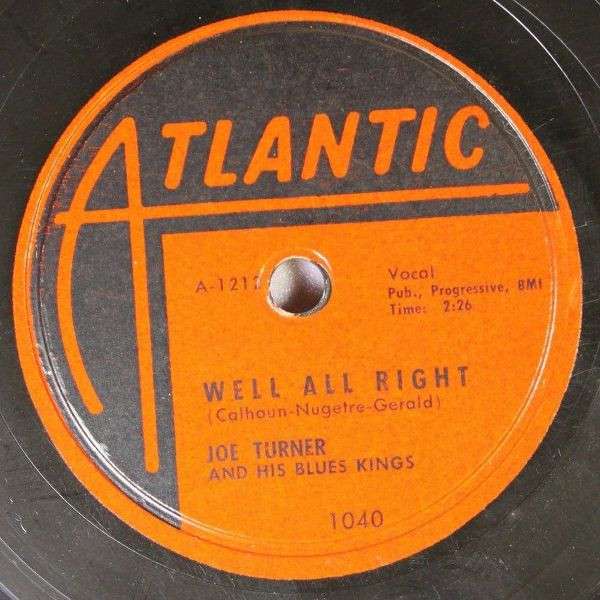 ATLANTIC
Vocal
Pub., Progressive, BMI
Time: 2:26
WELL ALL RIGHT
(Calhoun-Nugetre-Gerald)
JOE TURNER
AND HIS BLUES KINGS
1040